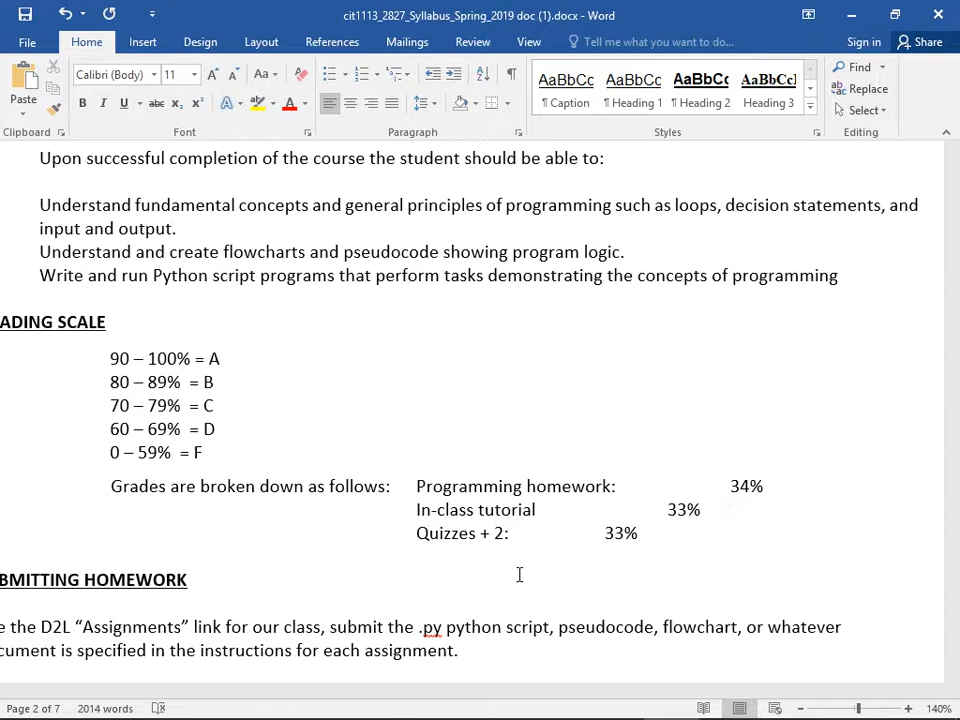 cit1113_2827_Syllabus_Spring_2019 doc (1).docx - Word
File Home Insert Design Layout References Mailings Review View Tell me what you want to do... Sign in Share
Paste
Calibri (Body) 11 Aa
B I U abc x₂ x² A A
AaBbCc AaBbCc AaBbCc AaBbCcl
¶ Caption ¶ Heading 1 ¶ Heading 2 Heading 3
Find
Replace
Select
Clipboard Font Paragraph Styles Editing
Upon successful completion of the course the student should be able to:
Understand fundamental concepts and general principles of programming such as loops, decision statements, and
input and output.
Understand and create flowcharts and pseudocode showing program logic.
Write and run Python script programs that perform tasks demonstrating the concepts of programming
ADING SCALE
90 – 100% = A
80 – 89% = B
70 – 79% = C
60 – 69% = D
0 – 59% = F
Grades are broken down as follows: Programming homework: 34%
In-class tutorial 33%
Quizzes + 2: 33%
BMITTING HOMEWORK
e the D2L “Assignments” link for our class, submit the .py python script, pseudocode, flowchart, or whatever
cument is specified in the instructions for each assignment.
Page 2 of 7 2014 words 140%